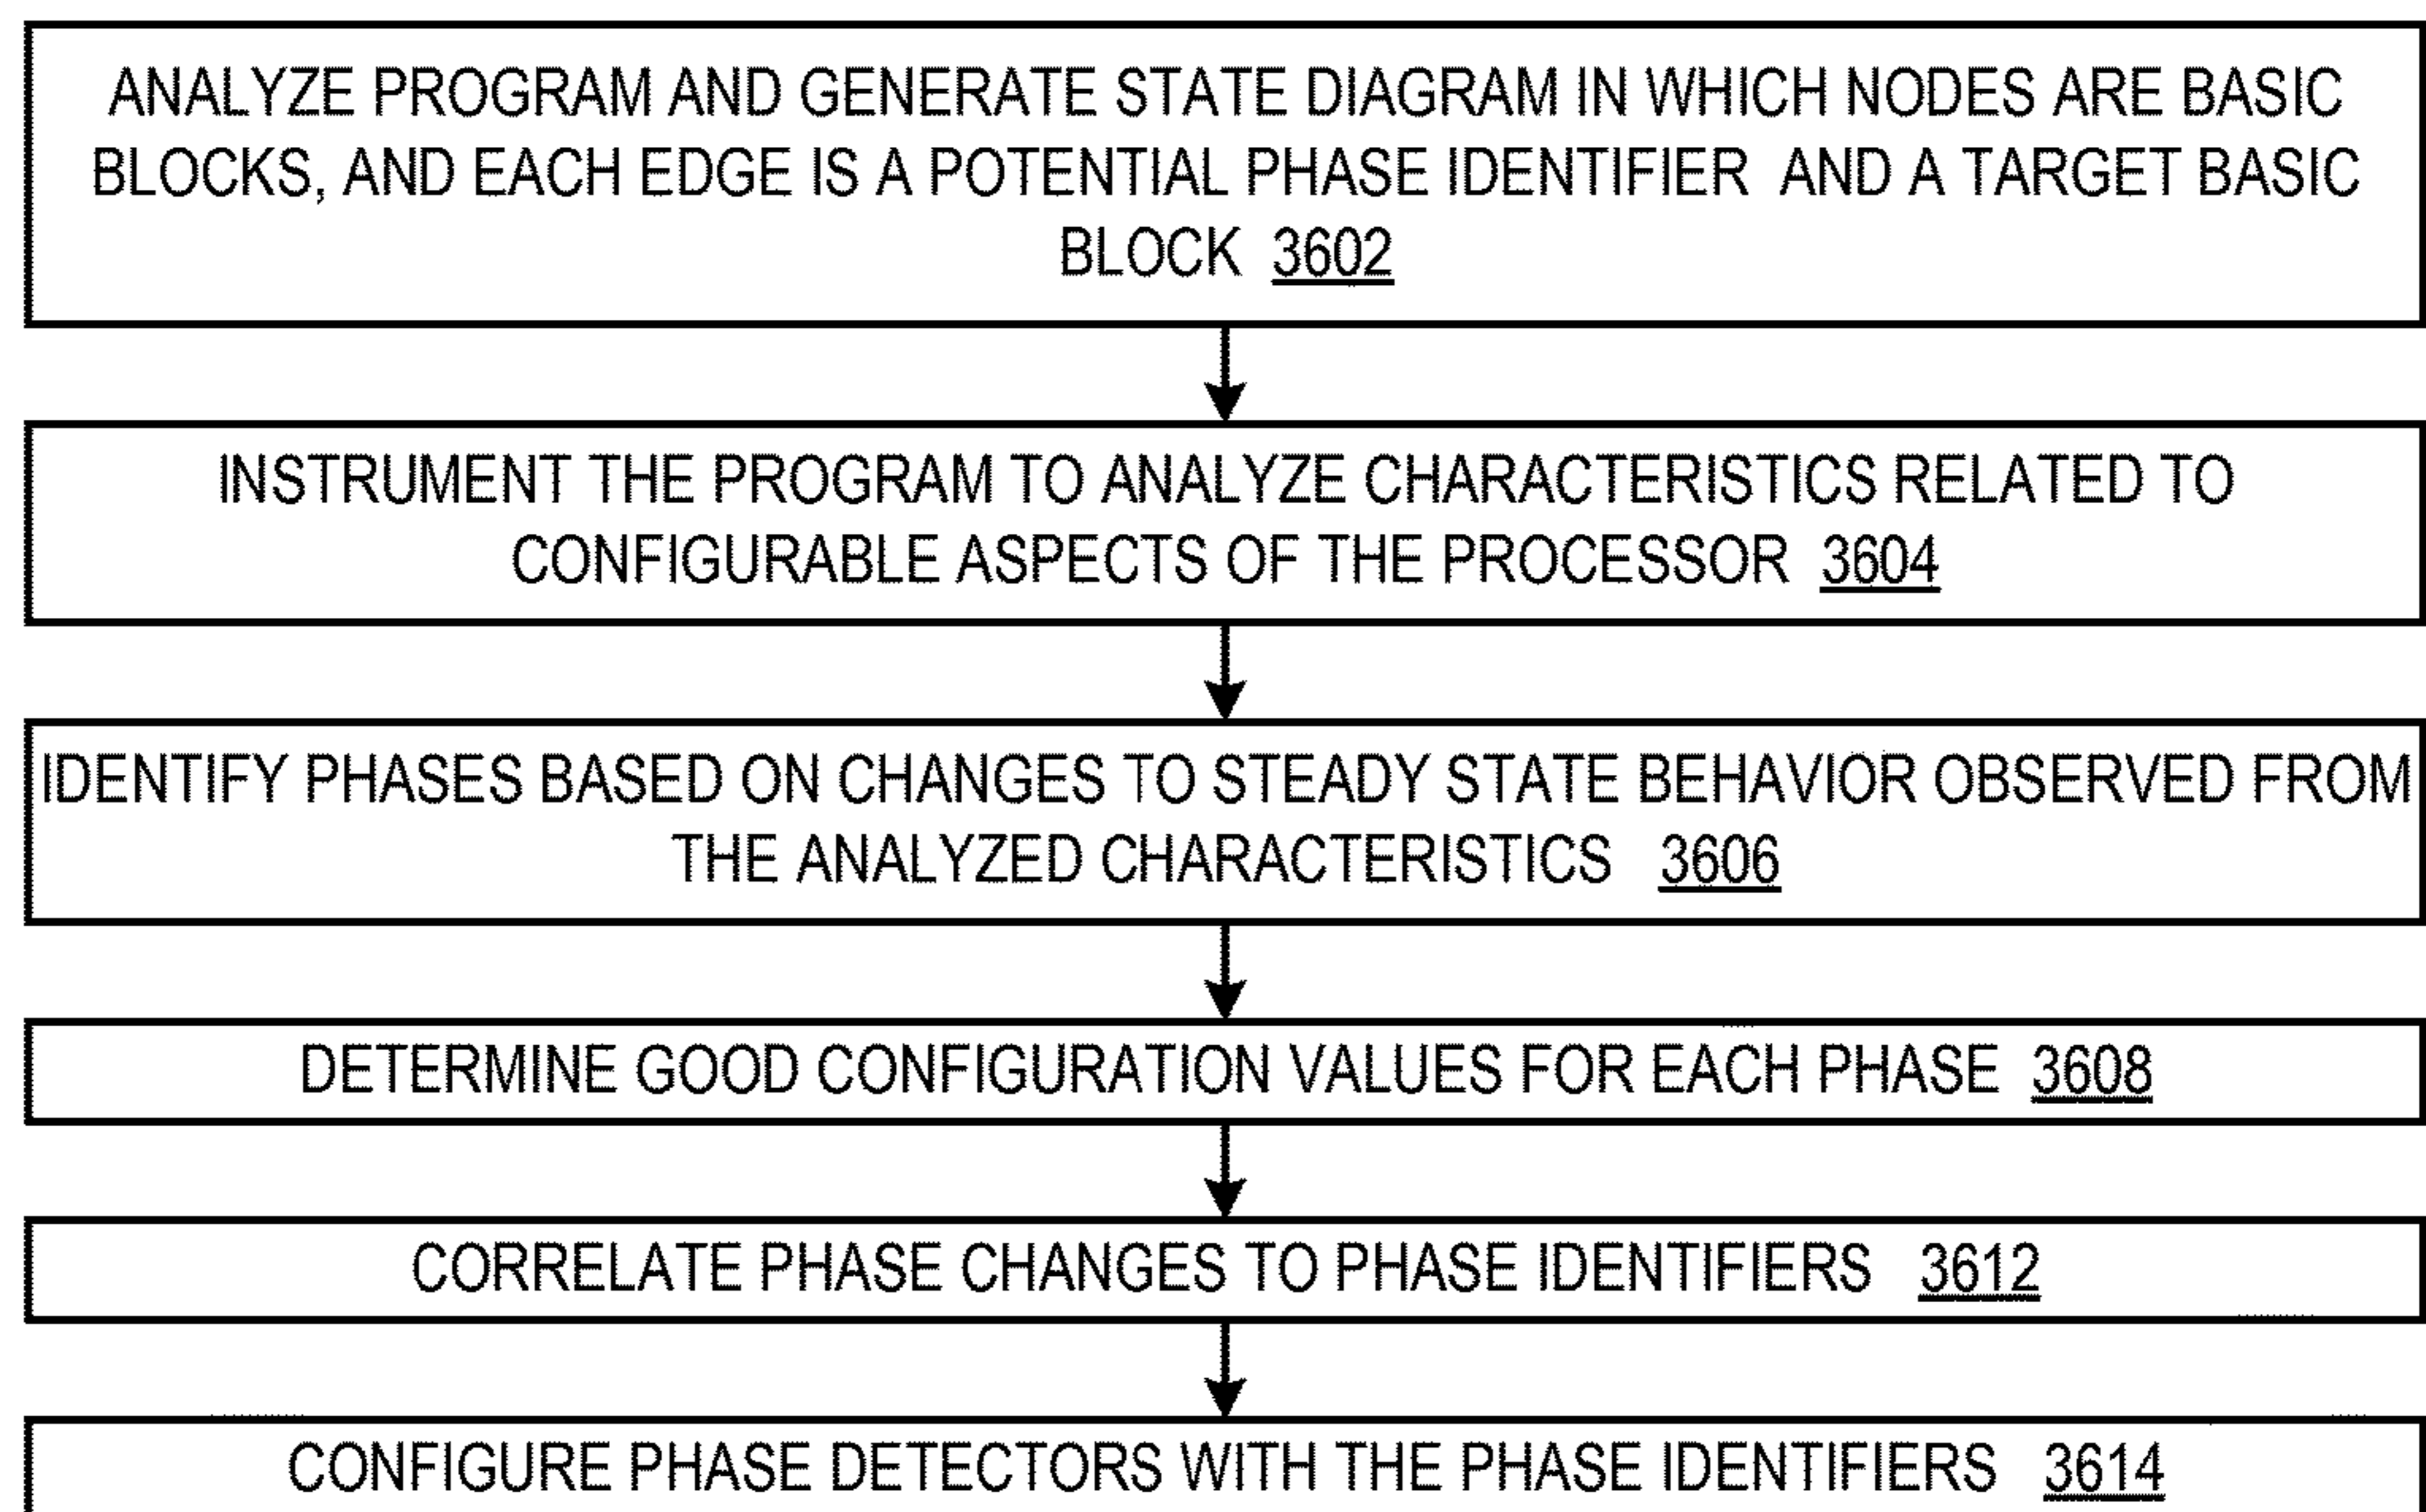 ANALYZE PROGRAM AND GENERATE STATE DIAGRAM IN WHICH NODES ARE BASIC
BLOCKS, AND EACH EDGE IS A POTENTIAL PHASE IDENTIFIER AND A TARGET BASIC
BLOCK 3602
INSTRUMENT THE PROGRAM TO ANALYZE CHARACTERISTICS RELATED TO
CONFIGURABLE ASPECTS OF THE PROCESSOR 3604
IDENTIFY PHASES BASED ON CHANGES TO STEADY STATE BEHAVIOR OBSERVED FROM
THE ANALYZED CHARACTERISTICS 3606
DETERMINE GOOD CONFIGURATION VALUES FOR EACH PHASE 3608
CORRELATE PHASE CHANGES TO PHASE IDENTIFIERS 3612
CONFIGURE PHASE DETECTORS WITH THE PHASE IDENTIFIERS 3614